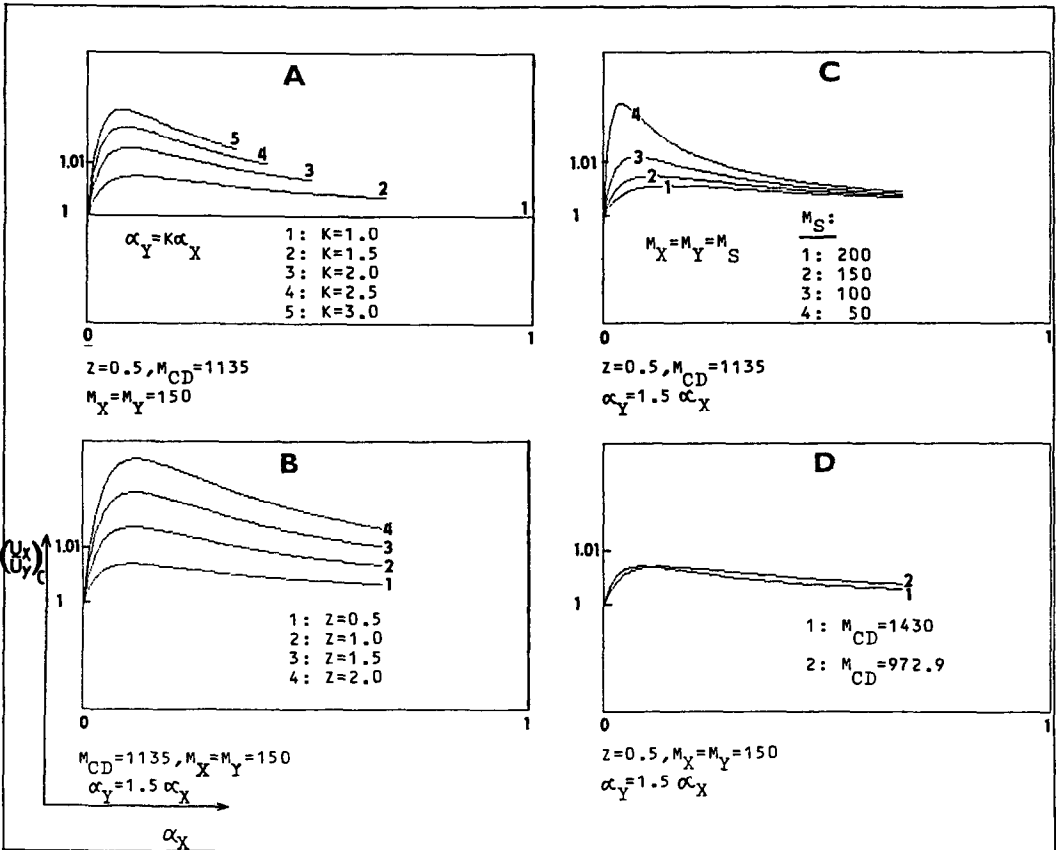 A
5
4
3
2
1.01
1
1
α_Y=Kα_X
1: K=1.0
2: K=1.5
3: K=2.0
4: K=2.5
5: K=3.0
0
1
Z=0.5,M_CD=1135
M_X=M_Y=150
C
4
3
2
1
1.01
1
M_X=M_Y=M_S
M_S:
1: 200
2: 150
3: 100
4: 50
0
1
Z=0.5,M_CD=1135
α_Y=1.5 α_X
B
4
3
2
1
1.01
1
(U_X/U_Y)_C
1: Z=0.5
2: Z=1.0
3: Z=1.5
4: Z=2.0
0
1
M_CD=1135,M_X=M_Y=150
α_Y=1.5 α_X
α_X
D
2
1
1.01
1
1: M_CD=1430
2: M_CD=972.9
0
1
Z=0.5,M_X=M_Y=150
α_Y=1.5 α_X